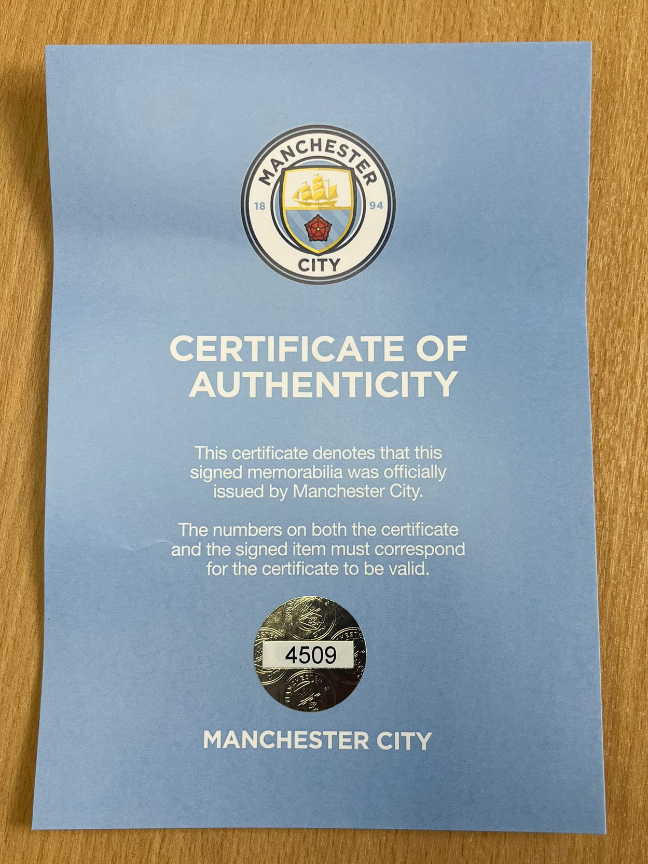 MANCHESTER
18 94
CITY
CERTIFICATE OF
AUTHENTICITY
This certificate denotes that this
signed memorabilia was officially
issued by Manchester City.
The numbers on both the certificate
and the signed item must correspond
for the certificate to be valid.
4509
MANCHESTER CITY